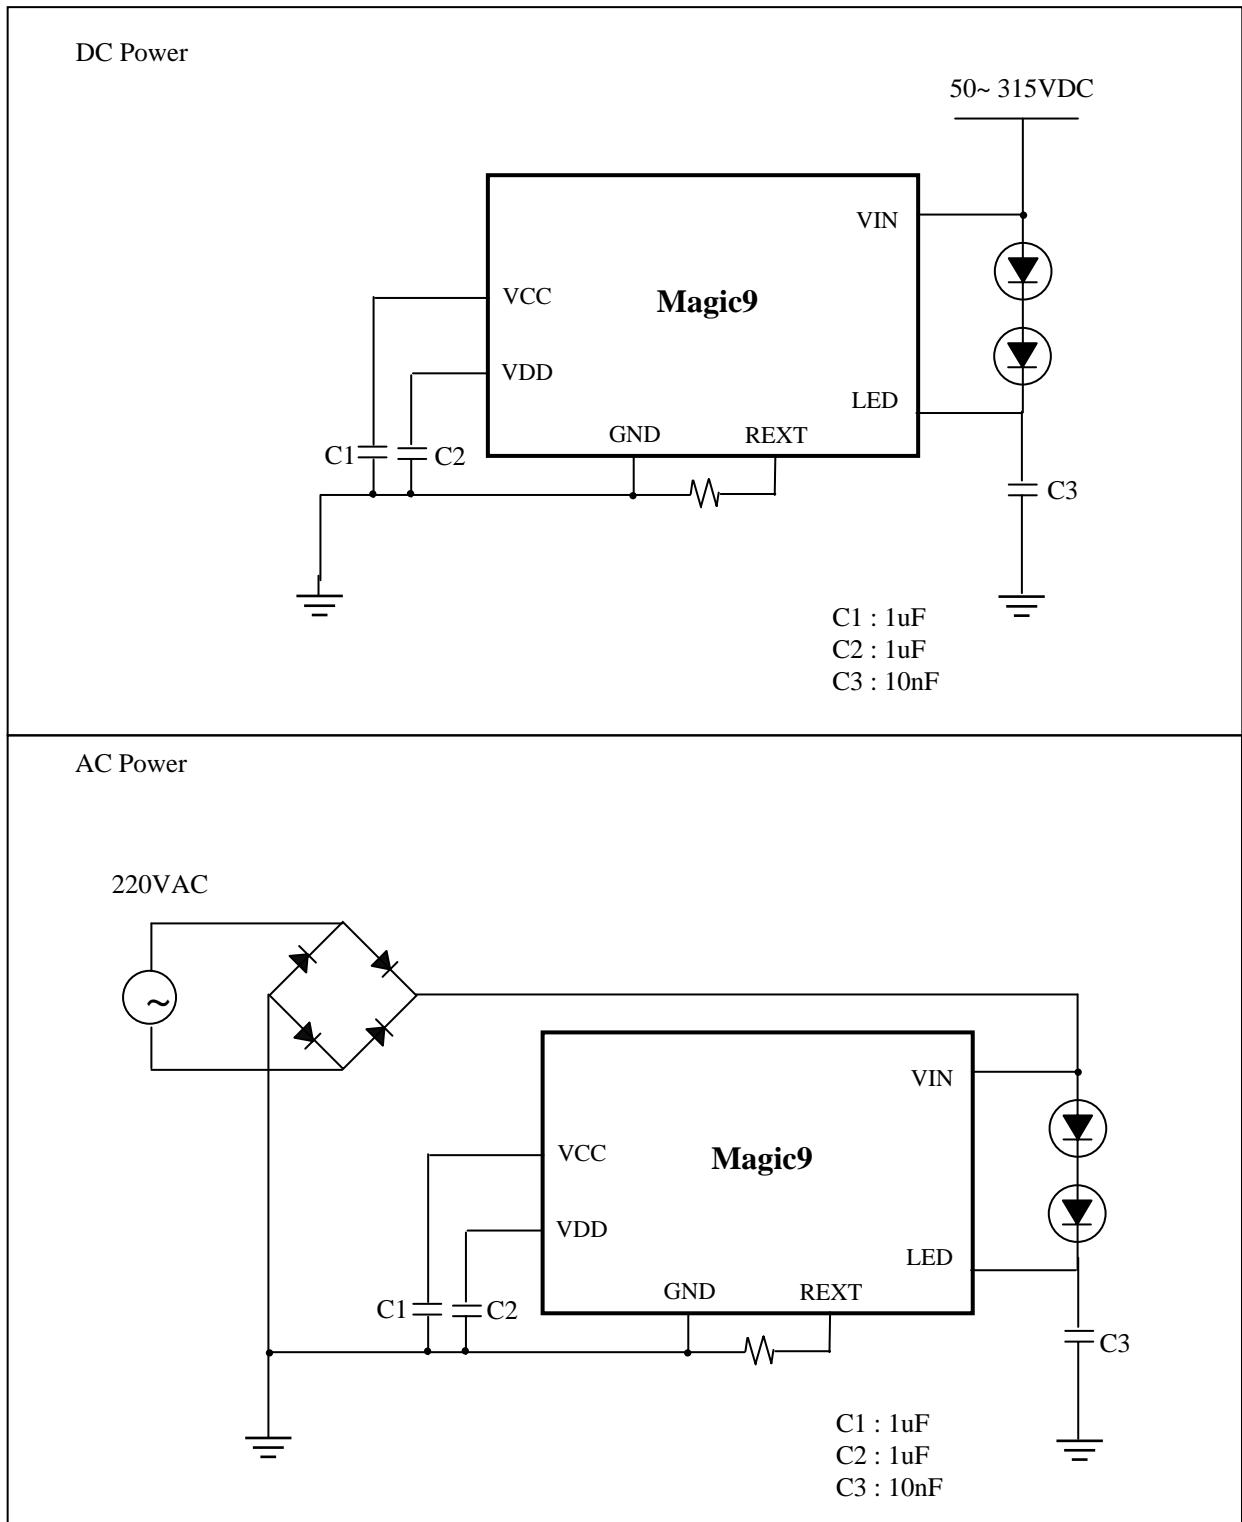 DC Power
50~ 315VDC
VIN
VCC
Magic9
VDD
LED
GND
REXT
C1
C2
C3
C1 : 1uF
C2 : 1uF
C3 : 10nF
AC Power
220VAC
~
VIN
VCC
Magic9
VDD
LED
GND
REXT
C1
C2
C3
C1 : 1uF
C2 : 1uF
C3 : 10nF